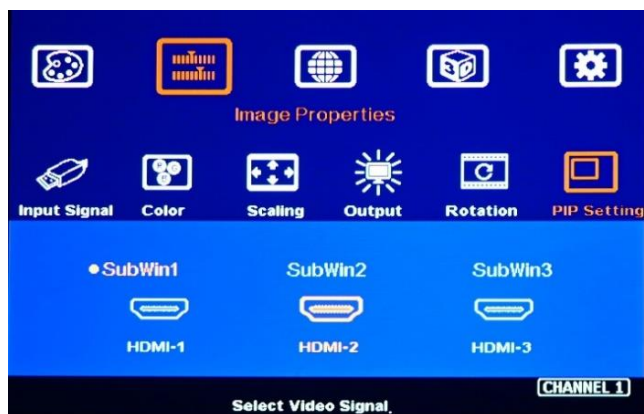 3D
Image Properties
Input Signal Color Scaling Output Rotation PIP Setting
SubWin1 SubWin2 SubWin3
HDMI-1 HDMI-2 HDMI-3
CHANNEL 1
Select Video Signal